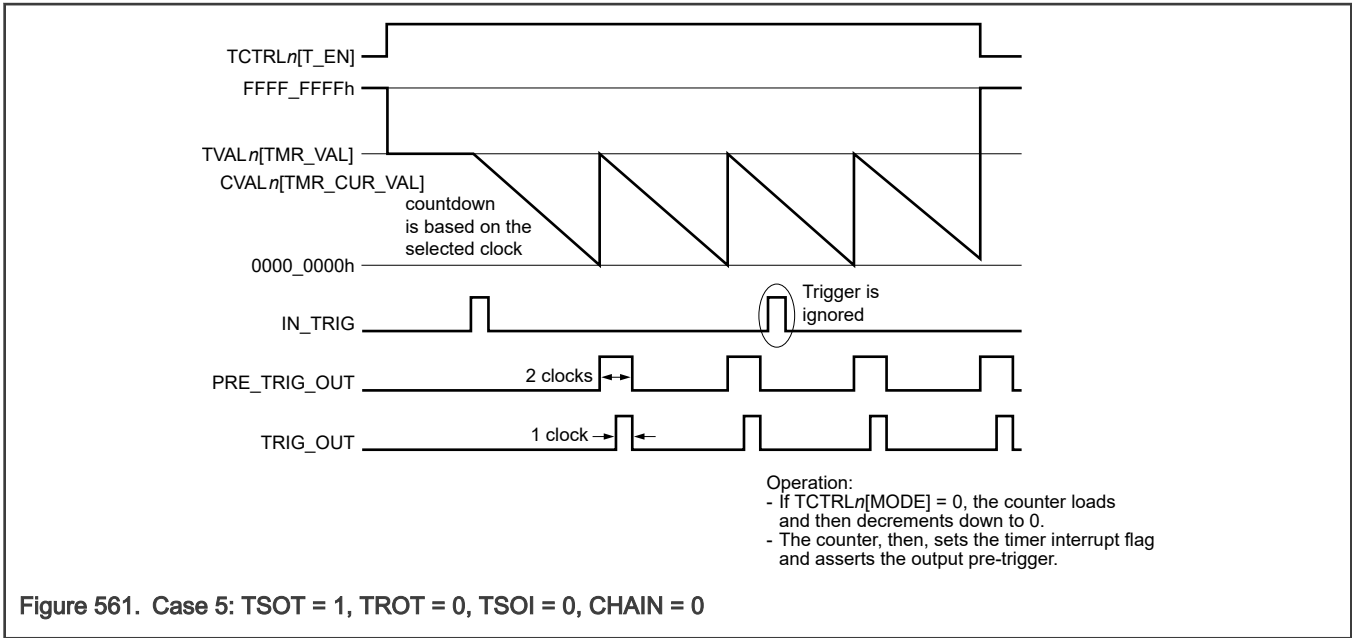 TCTRLn[T_EN]
FFFF_FFFFh
TVALn[TMR_VAL]
CVALn[TMR_CUR_VAL]
countdown
is based on the
selected clock
0000_0000h
Trigger is
ignored
IN_TRIG
2 clocks
PRE_TRIG_OUT
1 clock
TRIG_OUT
Operation:
- If TCTRLn[MODE] = 0, the counter loads
and then decrements down to 0.
- The counter, then, sets the timer interrupt flag
and asserts the output pre-trigger.
Figure 561. Case 5: TSOT = 1, TROT = 0, TSOI = 0, CHAIN = 0